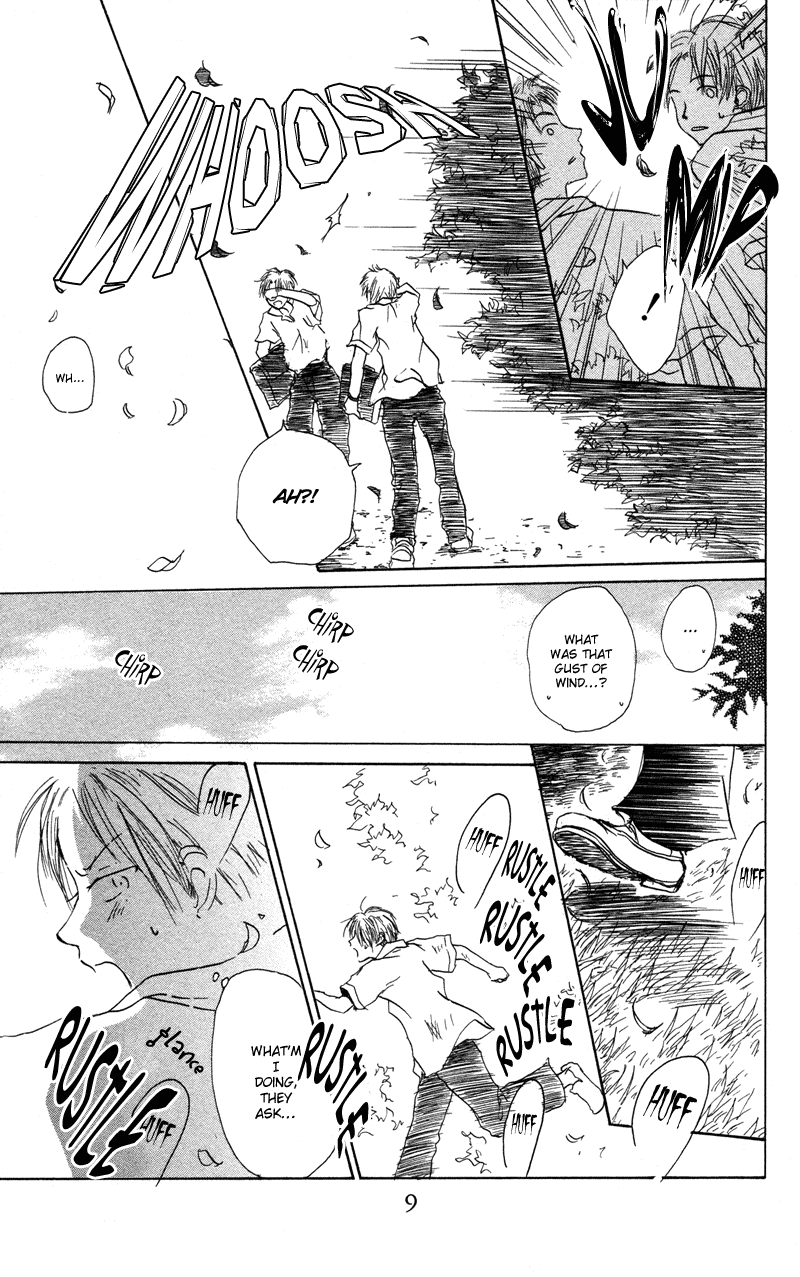 JUMP
!
WHOOSH
AH?!
WH...
...
WHAT
WAS THAT
GUST OF
WIND...?
CHIRP
CHIRP
CHIRP
HUFF
HUFF
HUFF
RUSTLE
RUSTLE
RUSTLE
HUFF
RUSTLE
HUFF
WHAT'M
I
DOING,
THEY
ASK...
glance
RUSTLE
HUFF
9